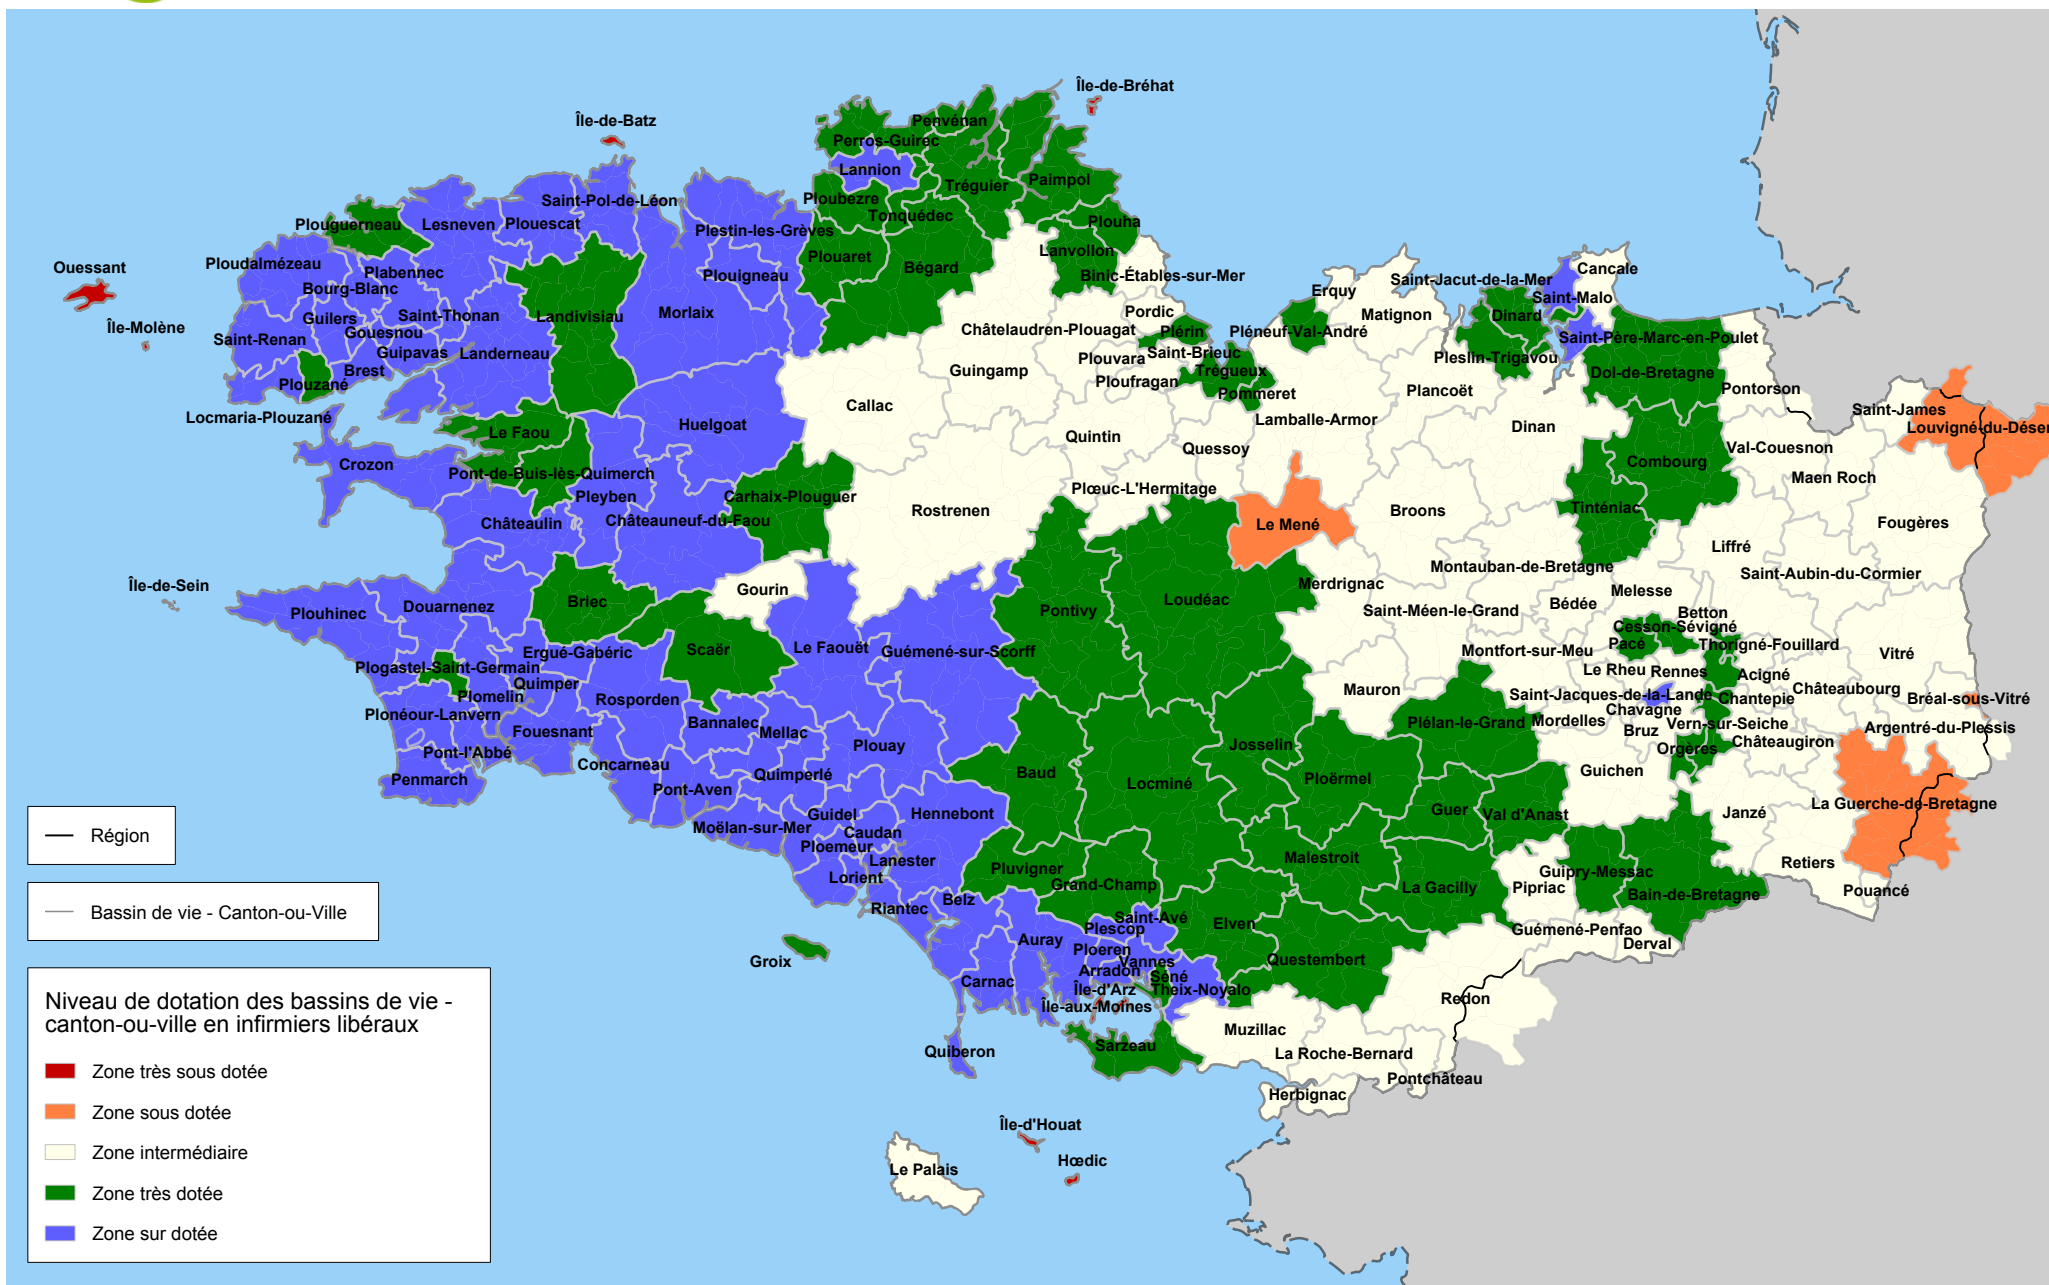 Île-de-Bréhat
Île-de-Batz
Penvénan
Perros-Guirec
Lannion
Tréguier
Paimpol
Ploubezre
Tonquédec
Saint-Pol-de-Léon
Plouguerneau
Lesneven
Plouescat
Plestin-les-Grèves
Plouha
Lanvollon
Plouaret
Bégard
Ouessant
Ploudalmézeau
Plabennec
Plouigneau
Binic-Étables-sur-Mer
Bourg-Blanc
Saint-Jacut-de-la-Mer
Cancale
Erquy
Saint-Malo
Île-Molène
Guilers
Saint-Thonan
Landivisiau
Morlaix
Pordic
Matignon
Dinard
Gouesnou
Saint-Renan
Châtelaudren-Plouagat
Plérin
Pléneuf-Val-André
Saint-Père-Marc-en-Poulet
Guipavas
Landerneau
Plouvara
Saint-Brieuc
Pleslin-Trigavou
Brest
Plouzané
Guingamp
Trégueux
Ploufragan
Dol-de-Bretagne
Pommeret
Plancoët
Pontorson
Callac
Saint-James
Locmaria-Plouzané
Huelgoat
Lamballe-Armor
Dinan
Louvigné-du-Déser
Le Faou
Quintin
Quessoy
Val-Couesnon
Crozon
Pont-de-Buis-lès-Quimerch
Combourg
Maen Roch
Pleyben
Carhaix-Plouguer
Plœuc-L'Hermitage
Châteaulin
Châteauneuf-du-Faou
Rostrenen
Le Mené
Broons
Tinténiac
Fougères
Liffré
Montauban-de-Bretagne
Saint-Aubin-du-Cormier
Île-de-Sein
Gourin
Merdrignac
Melesse
Plouhinec
Douarnenez
Briec
Pontivy
Loudéac
Saint-Méen-le-Grand
Bédée
Betton
Cesson-Sévigné
Ergué-Gabéric
Scaër
Le Faouët
Guémené-sur-Scorff
Montfort-sur-Meu
Pacé
Thorigné-Fouillard
Vitré
Plogastel-Saint-Germain
Le Rheu
Rennes
Acigné
Quimper
Plomelin
Rosporden
Mauron
Saint-Jacques-de-la-Lande
Châteaubourg
Chantepie
Bréal-sous-Vitré
Plonéour-Lanvern
Bannalec
Chavagne
Fouesnant
Mellac
Plélan-le-Grand
Mordelles
Vern-sur-Seiche
Argentré-du-Plessis
Bruz
Pont-l'Abbé
Plouay
Josselin
Orgères
Châteaugiron
Concarneau
Penmarch
Quimperlé
Baud
Locminé
Ploërmel
Guichen
Pont-Aven
La Guerche-de-Bretagne
Guidel
Hennebont
Guer
Val d'Anast
Janzé
Moëlan-sur-Mer
Caudan
Ploemeur
Lanester
Malestroit
Retiers
Lorient
Pluvigner
Grand-Champ
La Gacilly
Guipry-Messac
Pipriac
Bain-de-Bretagne
Pouancé
Riantec
Belz
Saint-Avé
Plescop
Elven
Guémené-Penfao
Derval
Auray
Ploeren
Groix
Vannes
Arradon
Questembert
Séné
Carnac
Île-d'Arz
Theix-Noyalo
Île-aux-Moines
Redon
Muzillac
Quiberon
Sarzeau
La Roche-Bernard
Pontchâteau
Herbignac
Île-d'Houat
Hœdic
Le Palais
Région
Bassin de vie - Canton-ou-Ville
Niveau de dotation des bassins de vie -
canton-ou-ville en infirmiers libéraux
Zone très sous dotée
Zone sous dotée
Zone intermédiaire
Zone très dotée
Zone sur dotée